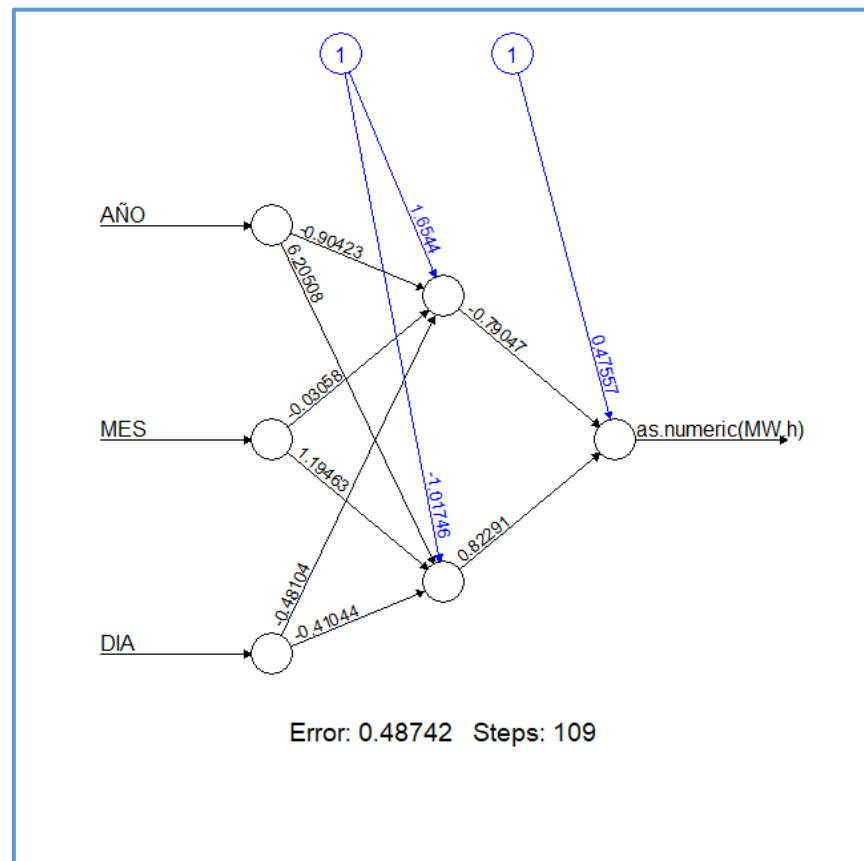 1
1
AÑO
-0.90423
6.20508
1.6544
-0.79047
0.47557
-0.03058
MES
as.numeric(MW.h)
1.19463
-1.01746
0.82291
-0.48104
-0.41044
DIA
Error: 0.48742 Steps: 109